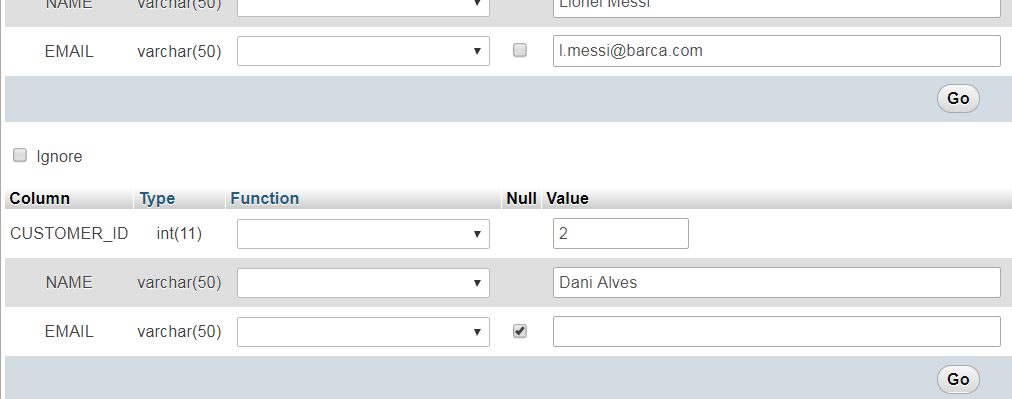 NAME varchar(50) Lionel Messi
EMAIL varchar(50) l.messi@barca.com
Go
Ignore
Column Type Function Null Value
CUSTOMER_ID int(11) 2
NAME varchar(50) Dani Alves
EMAIL varchar(50)
Go